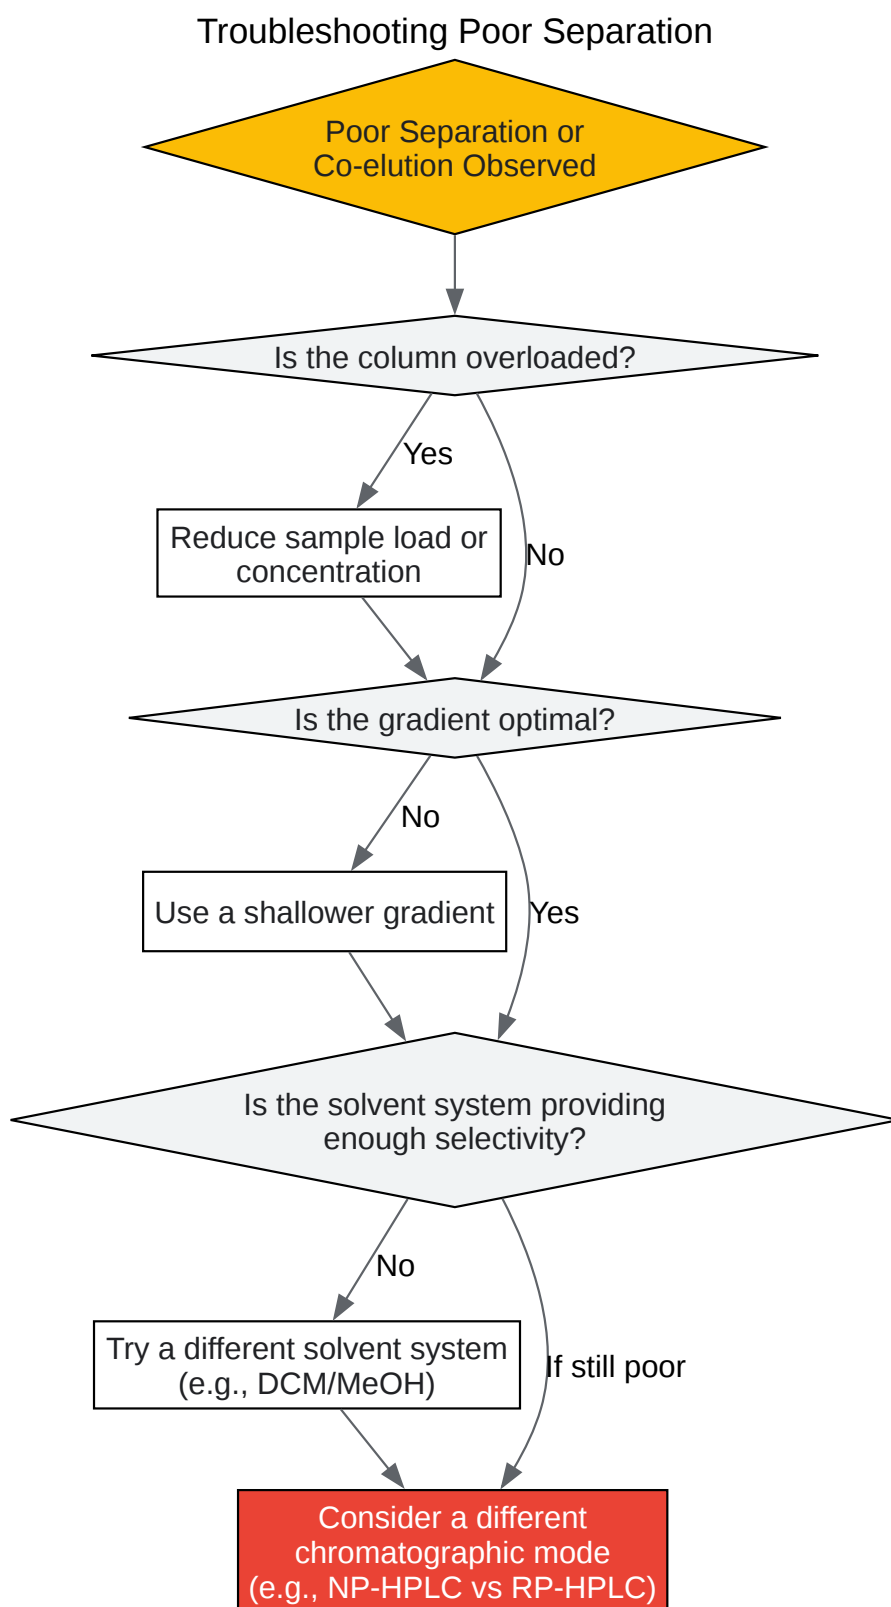 Troubleshooting Poor Separation
Poor Separation or
Co-elution Observed
Is the column overloaded?
Yes
Reduce sample load or
concentration
No
Is the gradient optimal?
No
Use a shallower gradient
Yes
Is the solvent system providing
enough selectivity?
No
Try a different solvent system
(e.g., DCM/MeOH)
If still poor
Consider a different
chromatographic mode
(e.g., NP-HPLC vs RP-HPLC)